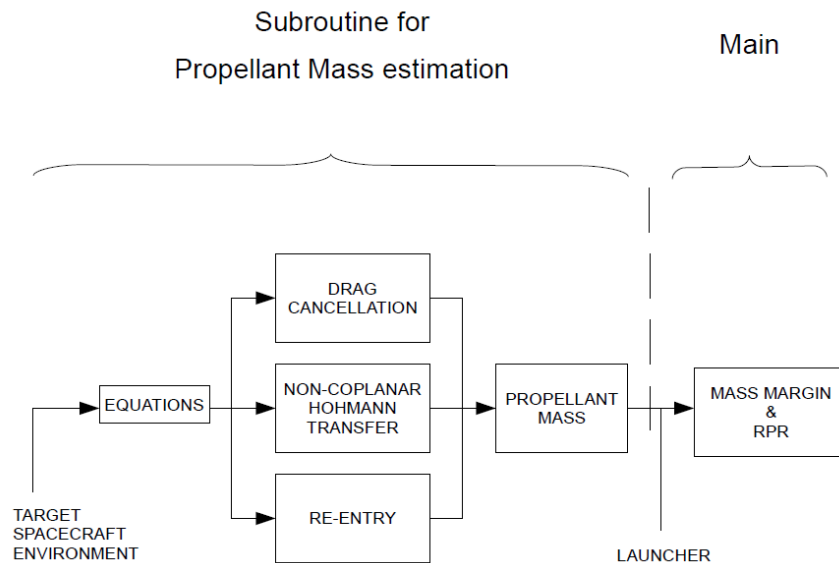 Subroutine for
Propellant Mass estimation
Main
DRAG
CANCELLATION
EQUATIONS
NON-COPLANAR
HOHMANN
TRANSFER
PROPELLANT
MASS
MASS MARGIN
&
RPR
RE-ENTRY
TARGET
SPACECRAFT
ENVIRONMENT
LAUNCHER